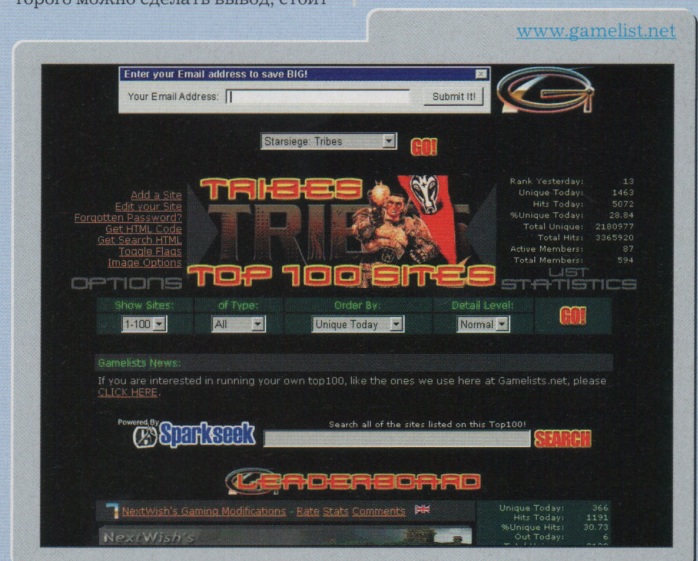 торого можно сделать вывод, стоит
www.gamelist.net
Enter your Email address to save BIG!
Your Email Address:
Submit It!
Starsiege: Tribes
GO!
Add a Site
Edit your Site
Forgotten Password?
Get HTML Code
Get Search HTML
Toggle Flags
Image Options
OPTIONS
TRIBES
TRIBES
TOP 100 SITES
Rank Yesterday: 13
Unique Today: 1463
Hits Today: 5072
%Unique Today: 28.84
Total Unique: 2180977
Total Hits: 3365920
Active Members: 87
Total Members: 594
LIST
STATISTICS
Show Sites: of Type: Order By: Detail Level:
1-100 All Unique Today Normal GO!
Gamelists News:
If you are interested in running your own top100, like the ones we use here at Gamelists.net, please
CLICK HERE.
Powered By
Sparkseek
Search all of the sites listed on this Top100!
SEARCH
LEADERBOARD
1 NextWish's Gaming Modifications - Rate Stats Comments
NextWish's
Unique Today: 366
Hits Today: 1191
%Unique Hits: 30.73
Out Today: 6